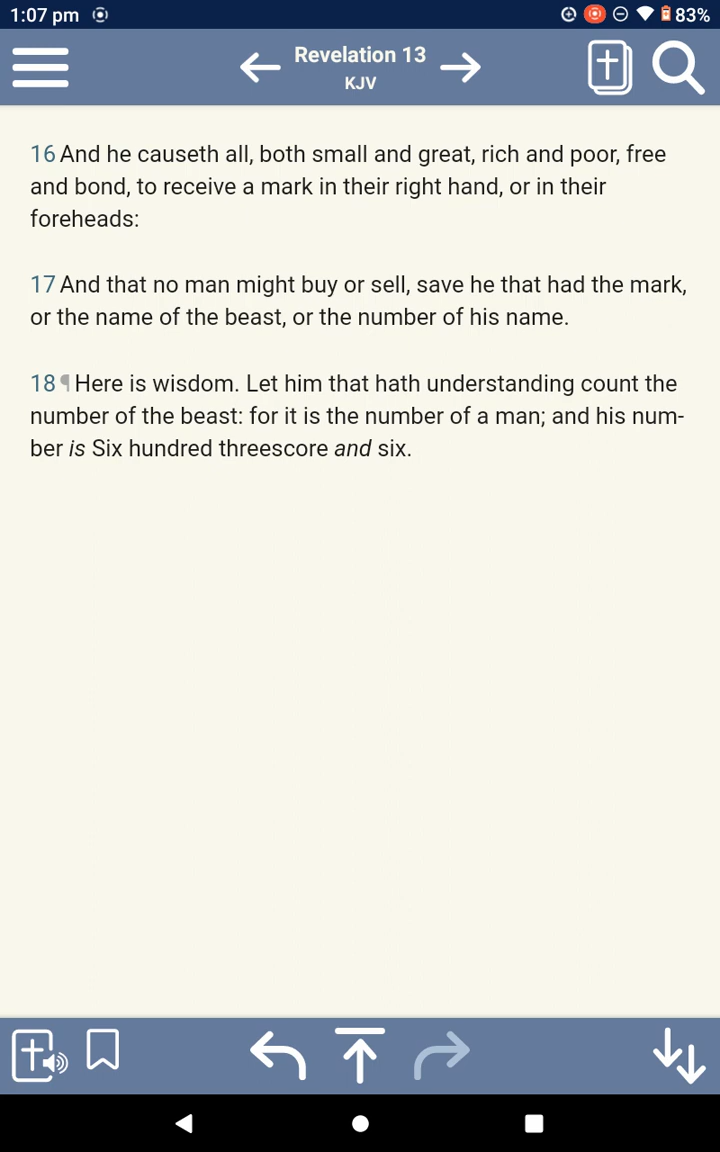 1:07 pm
83%
Revelation 13
KJV
16 And he causeth all, both small and great, rich and poor, free
and bond, to receive a mark in their right hand, or in their
foreheads:
17 And that no man might buy or sell, save he that had the mark,
or the name of the beast, or the number of his name.
18 ¶ Here is wisdom. Let him that hath understanding count the
number of the beast: for it is the number of a man; and his num-
ber is Six hundred threescore and six.